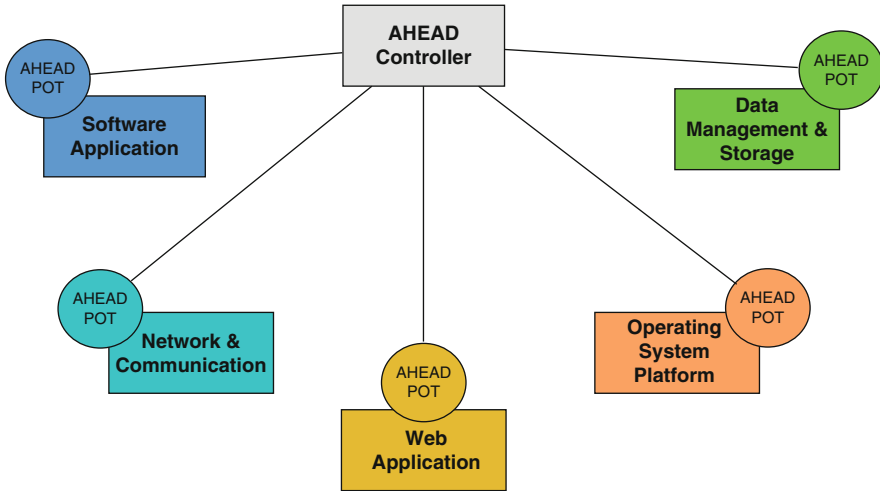 AHEAD
Controller
AHEAD
POT
Software
Application
AHEAD
POT
Data
Management &
Storage
AHEAD
POT
Network &
Communication
AHEAD
POT
Web
Application
AHEAD
POT
Operating
System
Platform